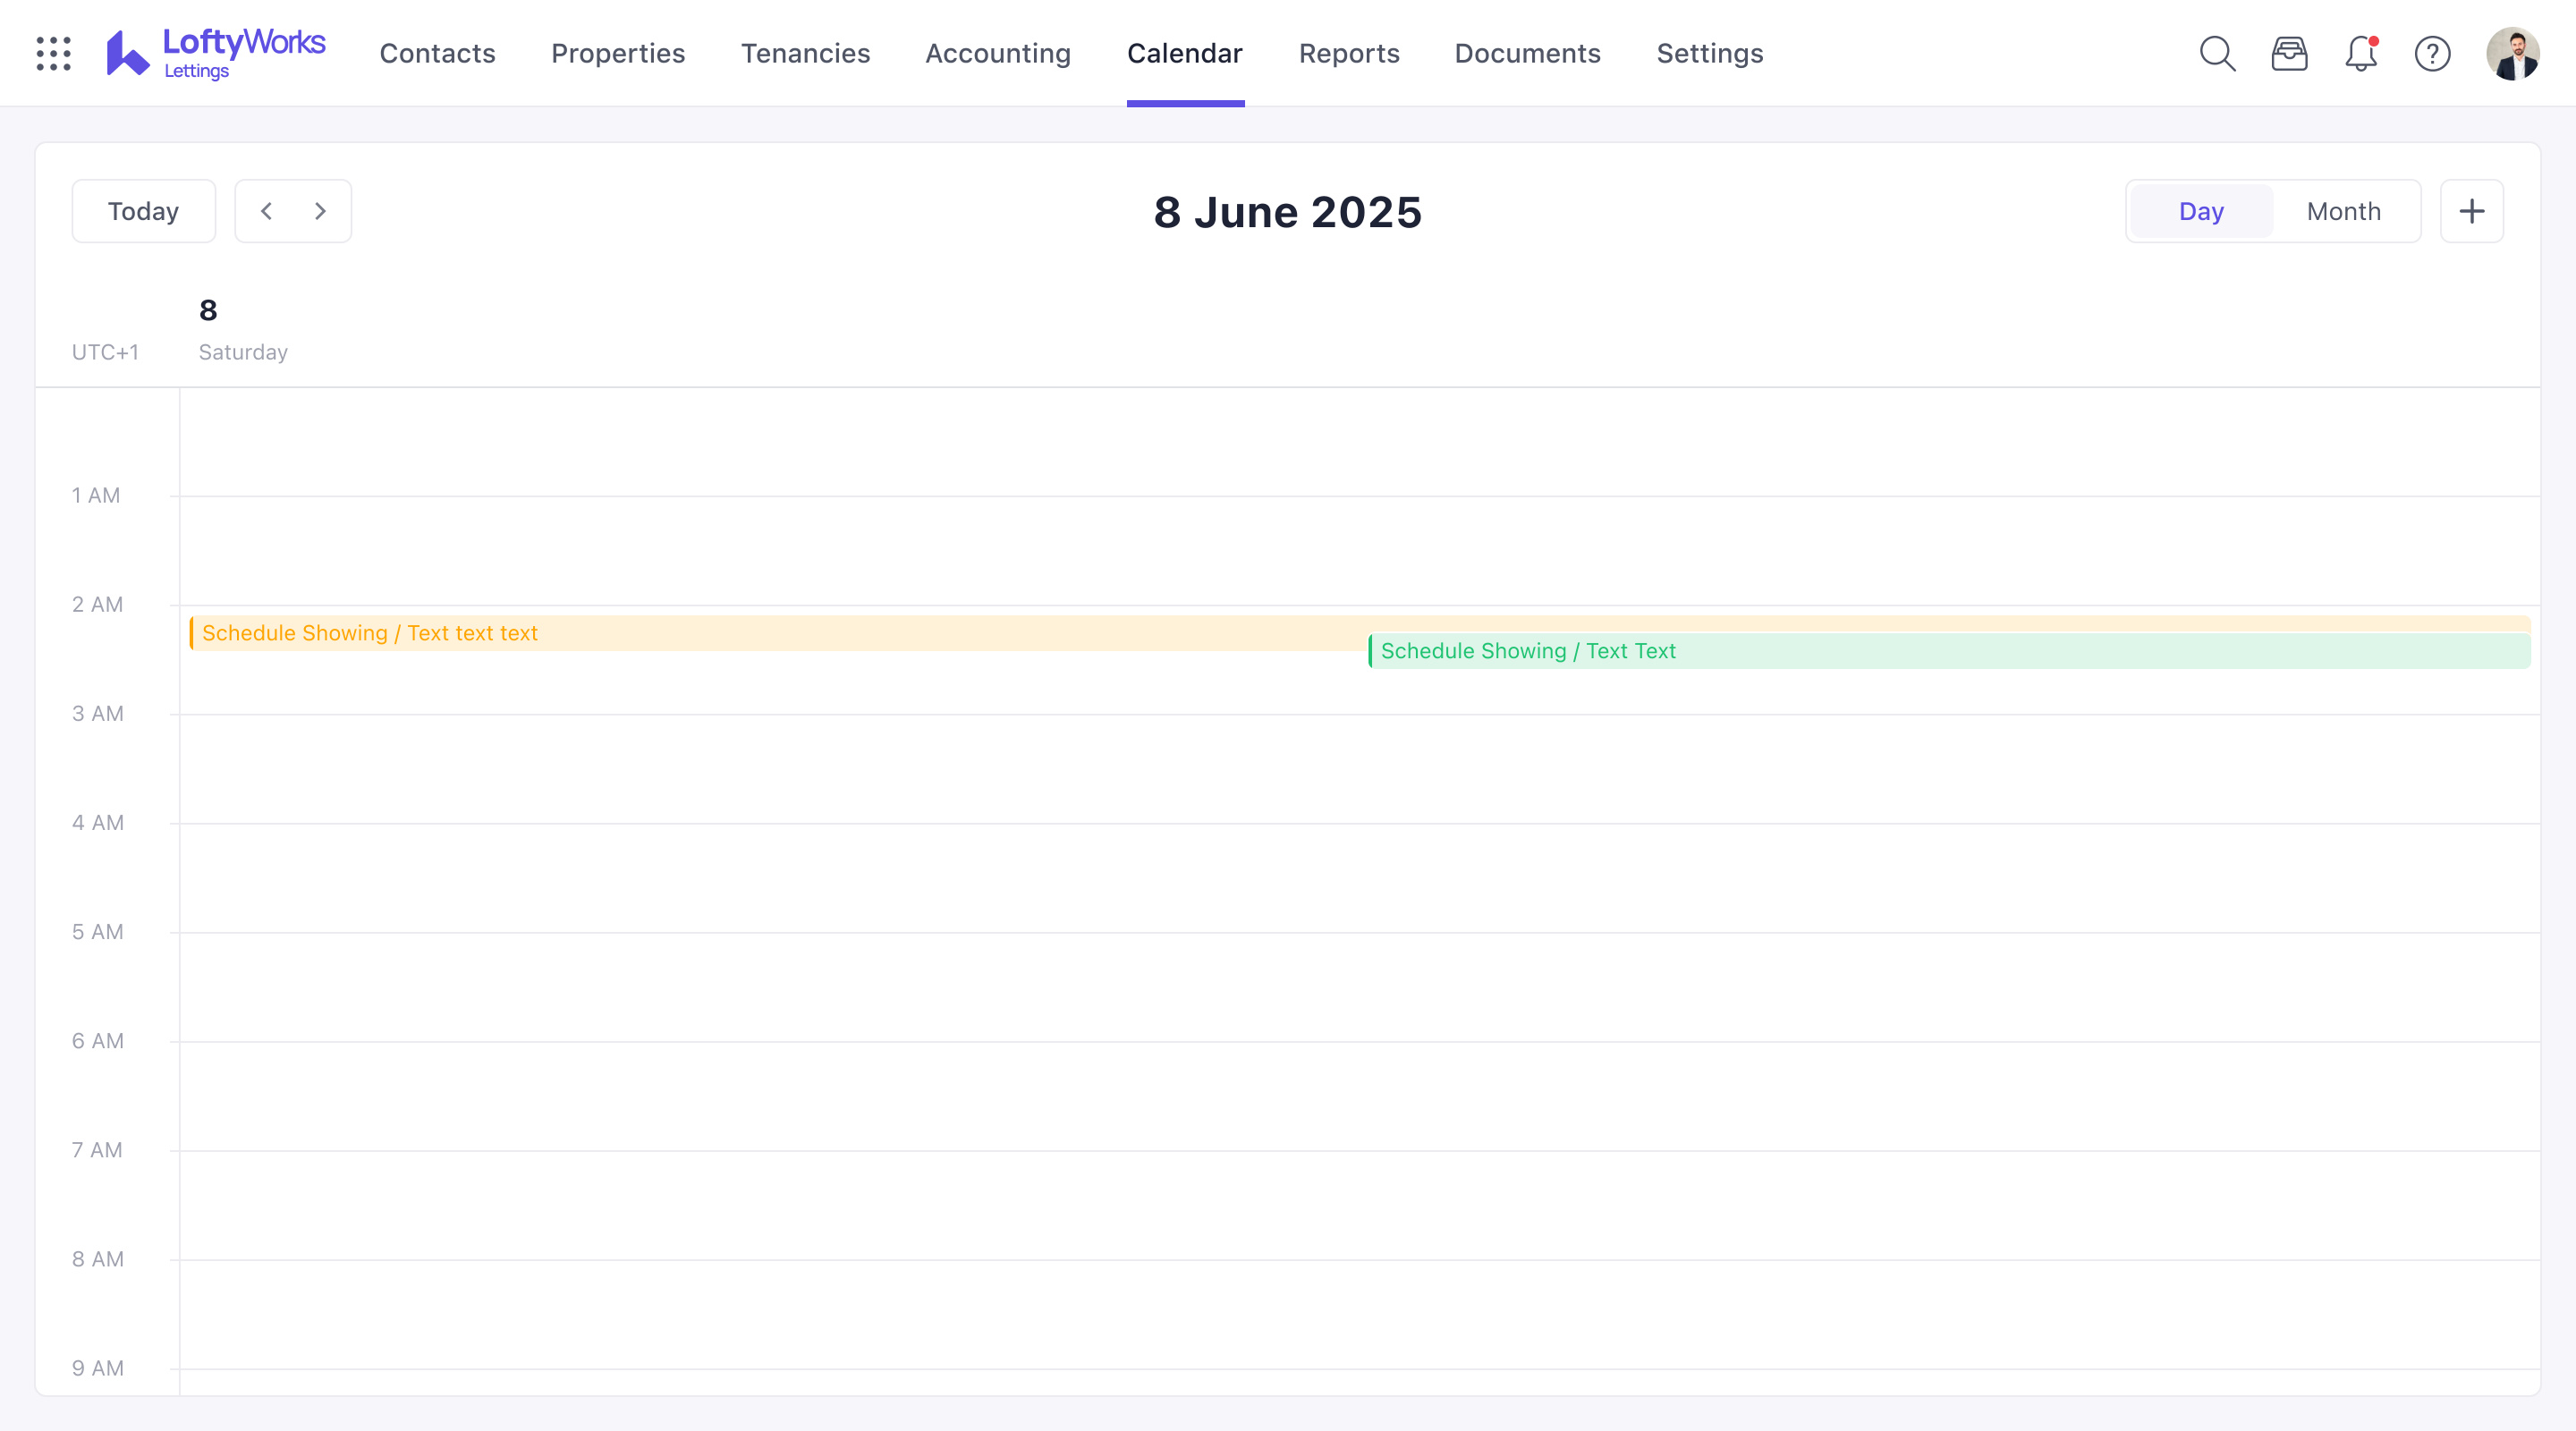 LoftyWorks
Lettings
Contacts
Properties
Tenancies
Accounting
Calendar
Reports
Documents
Settings
Today
8 June 2025
Day
Month
8
UTC+1
Saturday
1 AM
2 AM
Schedule Showing / Text text text
Schedule Showing / Text Text
3 AM
4 AM
5 AM
6 AM
7 AM
8 AM
9 AM